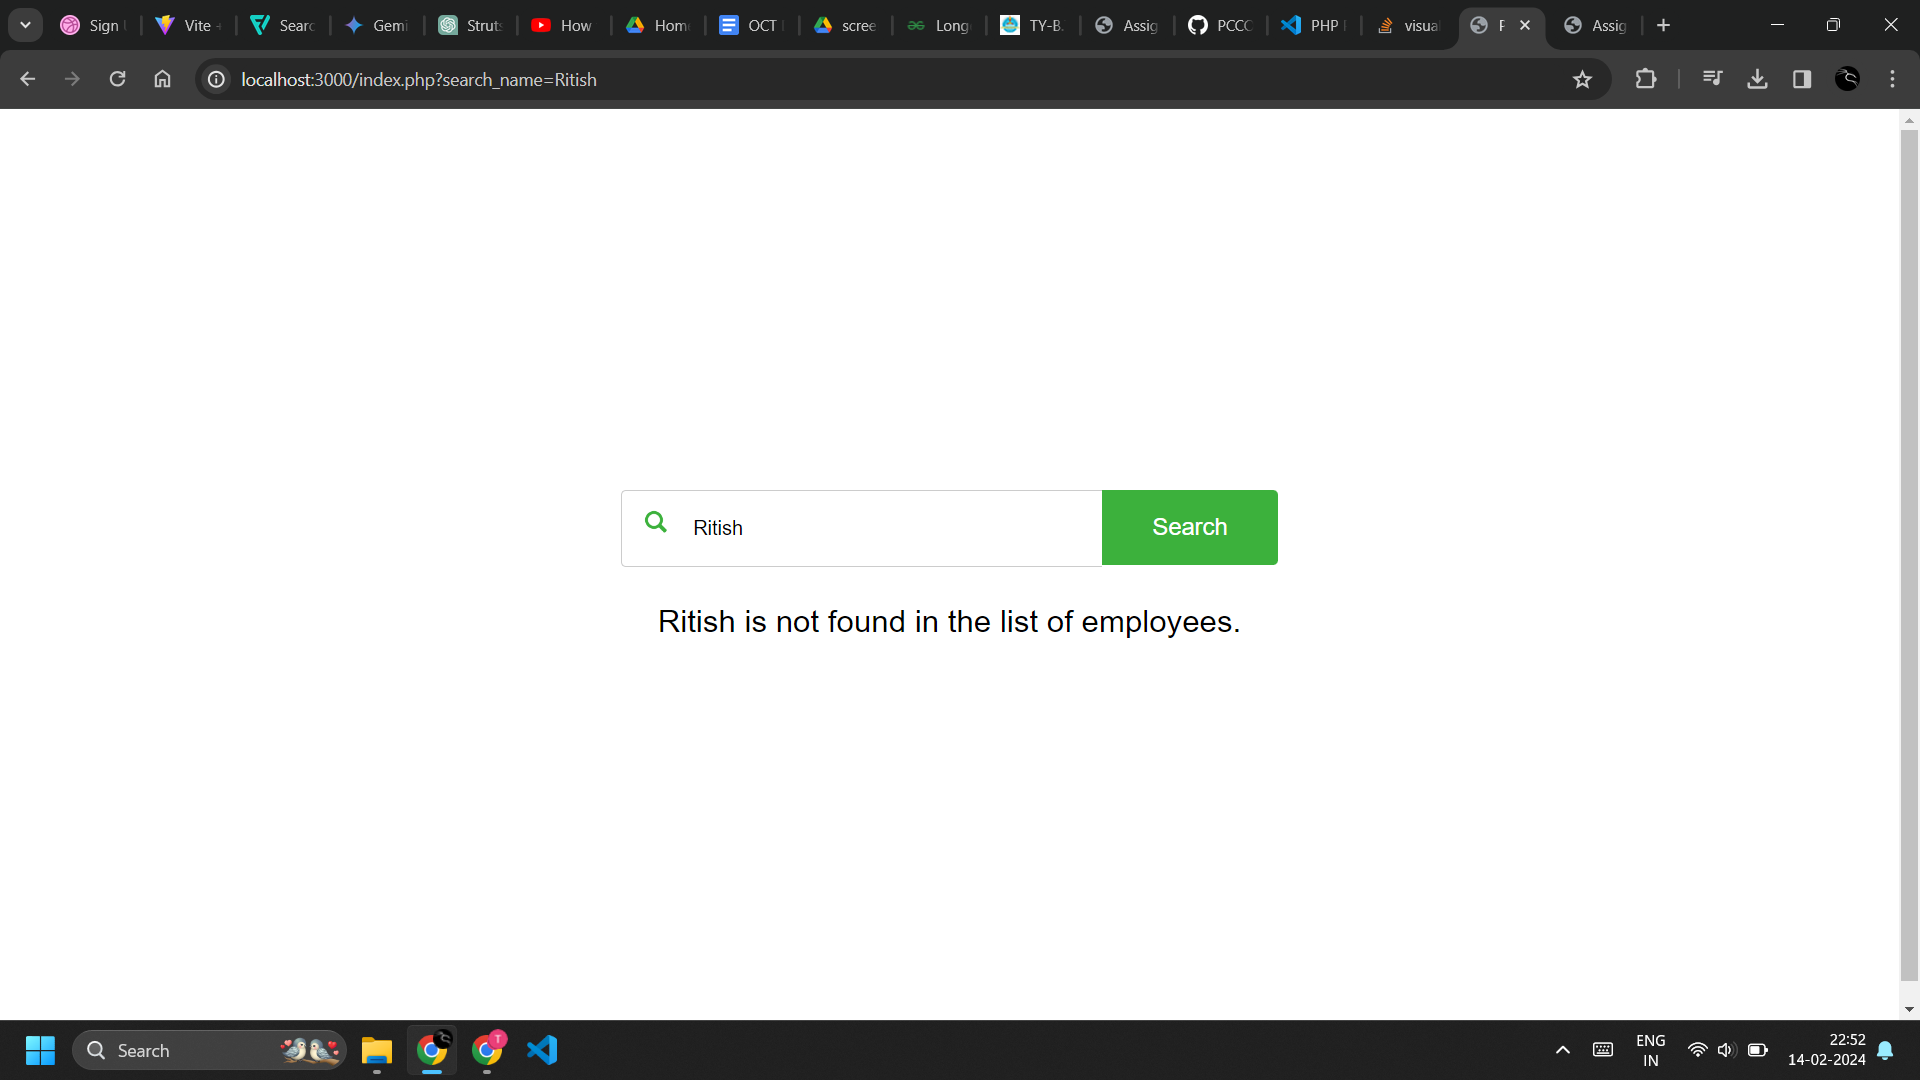 Sign
Vite
Searc
Gemi
Struts
How
Home
OCT
scree
Long
TY-B
Assig
PCCC
PHP
visua
Assig
localhost:3000/index.php?search_name=Ritish
Ritish
Search
Ritish is not found in the list of employees.
Search
T
ENG
IN
22:52
14-02-2024